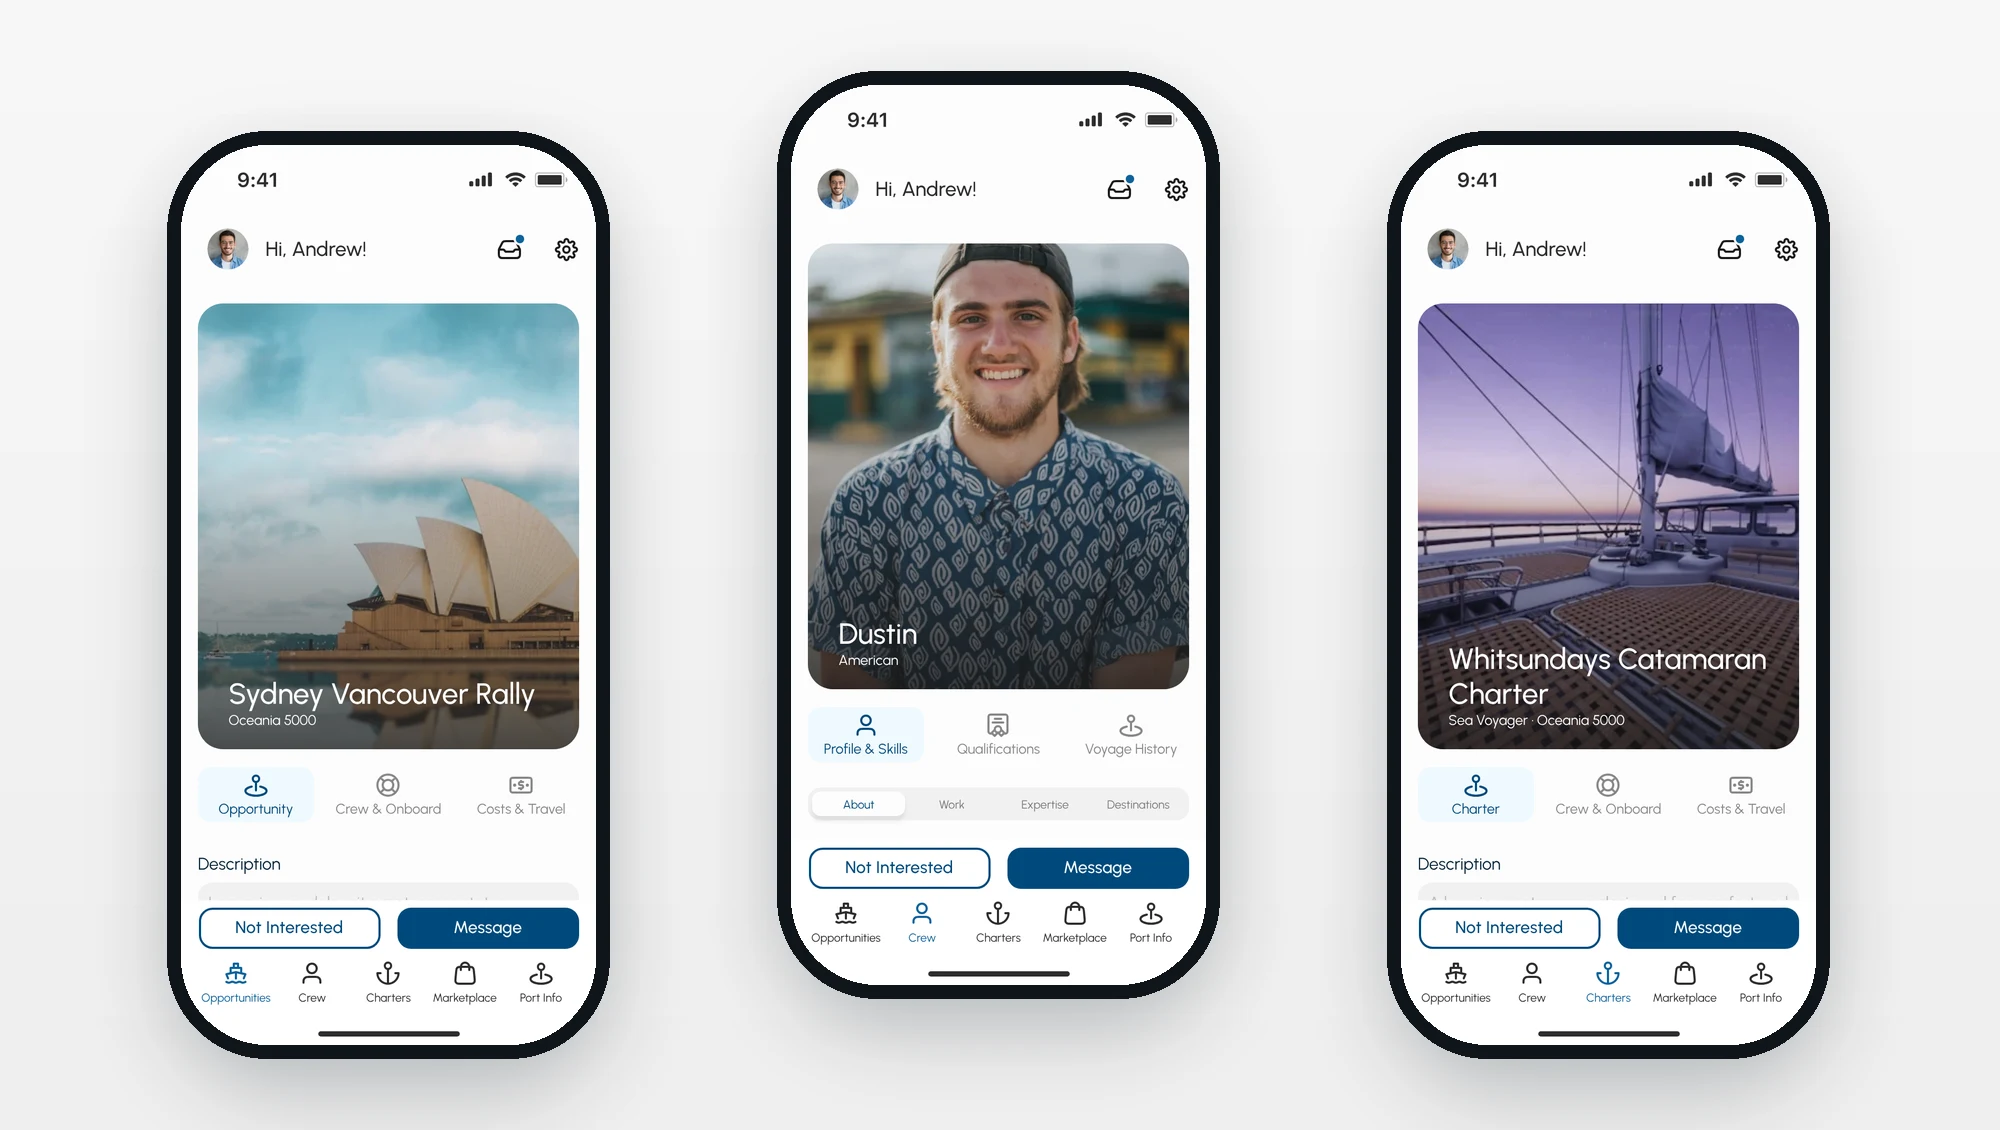 9:41
Hi, Andrew!
Sydney Vancouver Rally
Oceania 5000
Opportunity
Crew & Onboard
Costs & Travel
Description
Not Interested
Message
Opportunities
Crew
Charters
Marketplace
Port Info
9:41
Hi, Andrew!
Dustin
American
Profile & Skills
Qualifications
Voyage History
About
Work
Expertise
Destinations
Not Interested
Message
Opportunities
Crew
Charters
Marketplace
Port Info
9:41
Hi, Andrew!
Whitsundays Catamaran
Charter
Sea Voyager · Oceania 5000
Charter
Crew & Onboard
Costs & Travel
Description
Not Interested
Message
Opportunities
Crew
Charters
Marketplace
Port Info